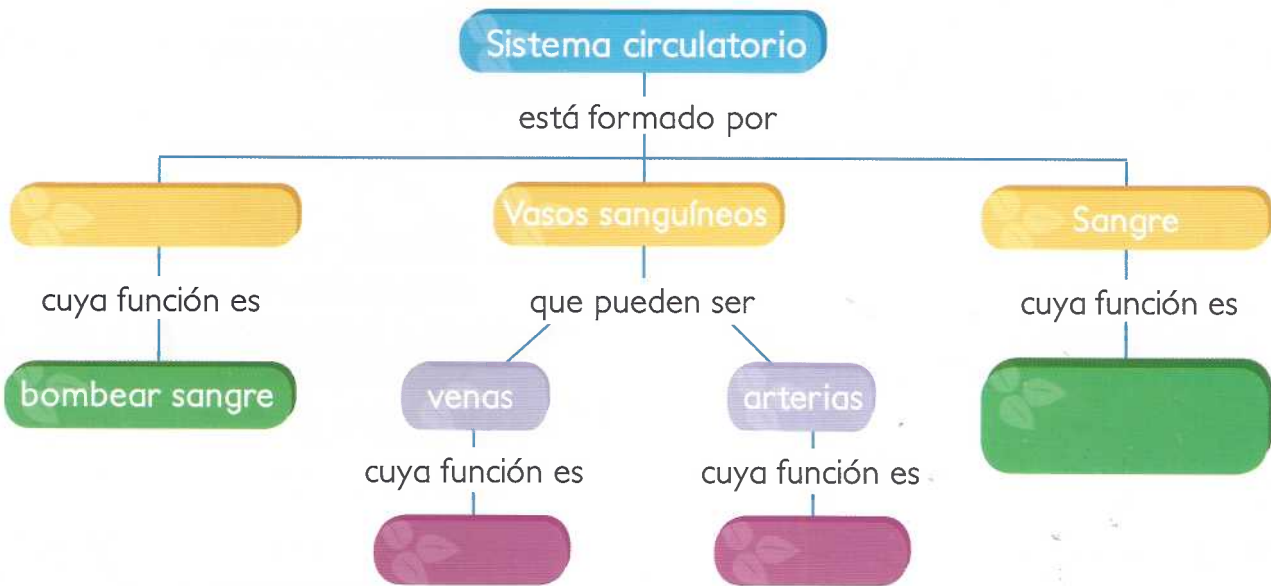 Sistema circulatorio
está formado por
Vasos sanguíneos
Sangre
cuya función es
que pueden ser
cuya función es
bombear sangre
venas
arterias
cuya función es
cuya función es